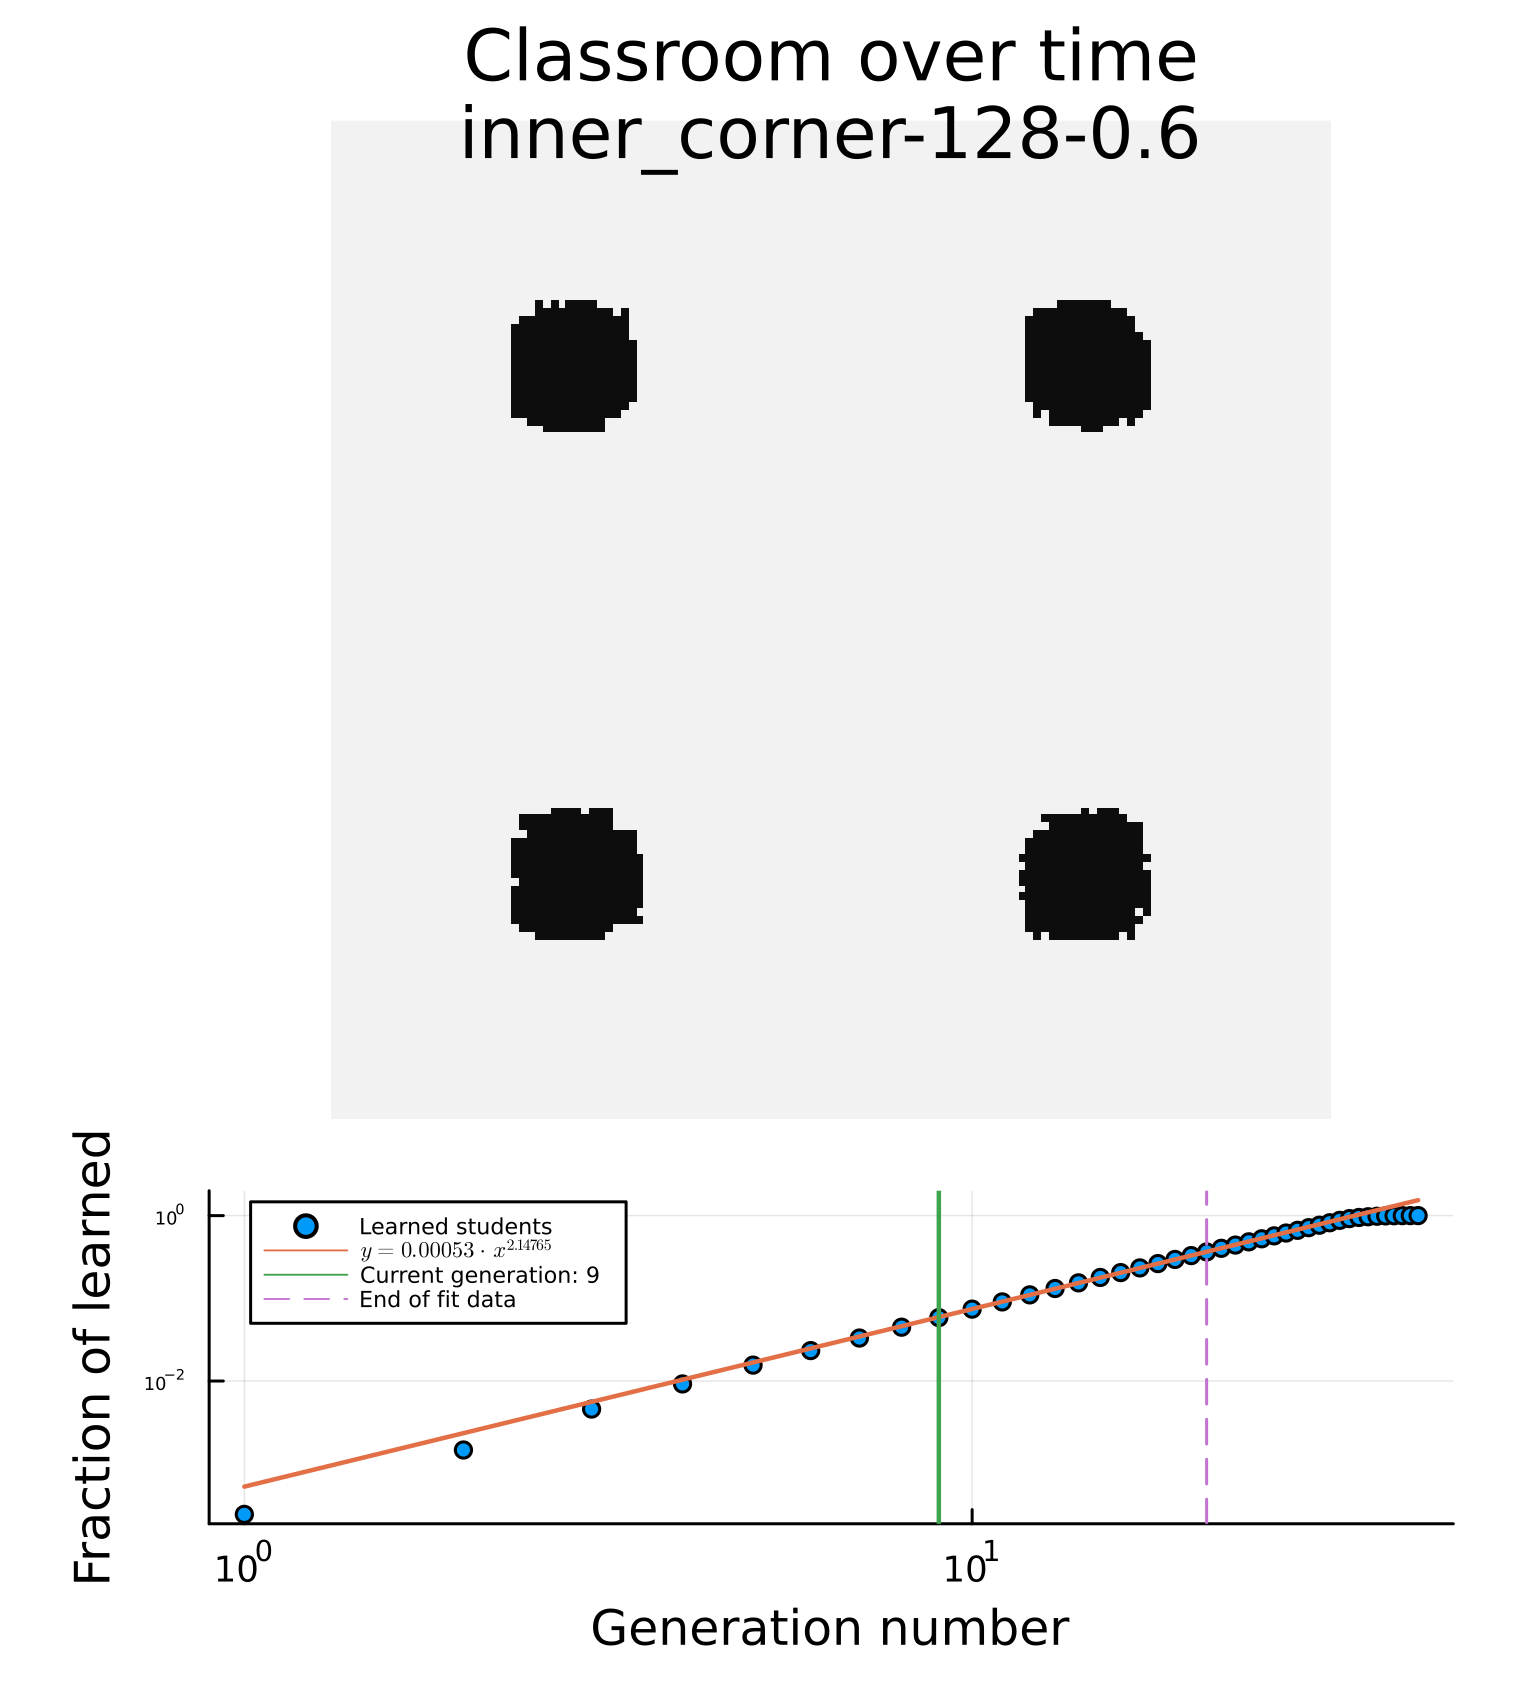 Classroom over time
inner_corner-128-0.6
Fraction of learned
10^0
10^-2
Learned students
y = 0.00053 · x^2.14765
Current generation: 9
End of fit data
10^0
10^1
Generation number